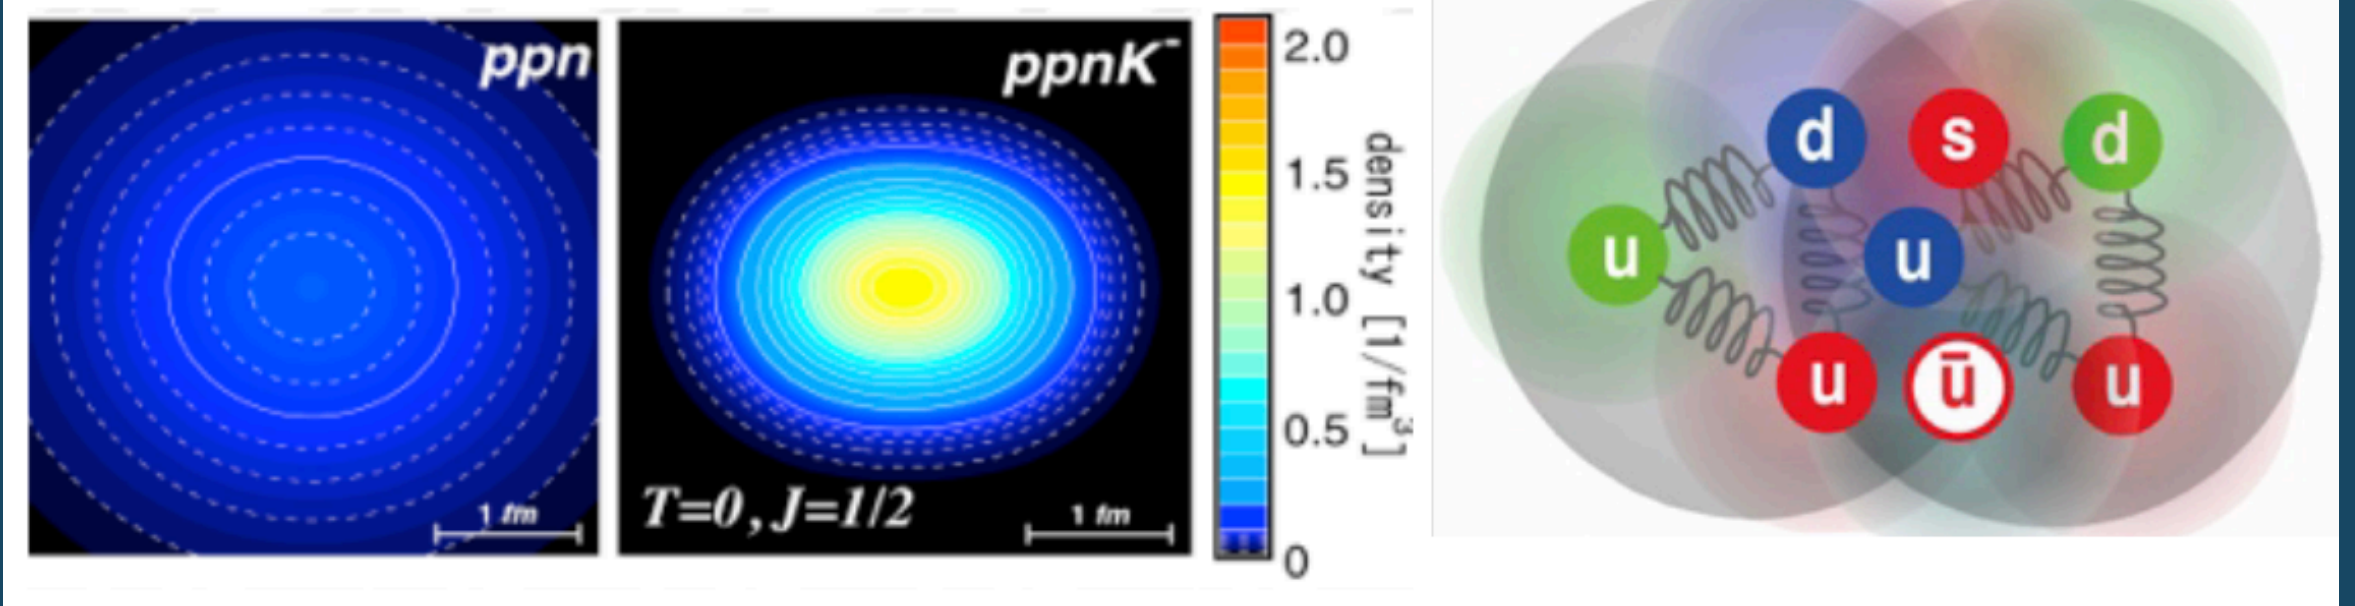 ppn
1 fm
ppnK⁻
T=0, J=1/2
1 fm
2.0
1.5
1.0
0.5
0
density [1/fm³]
d
s
d
u
u
u
ū
u